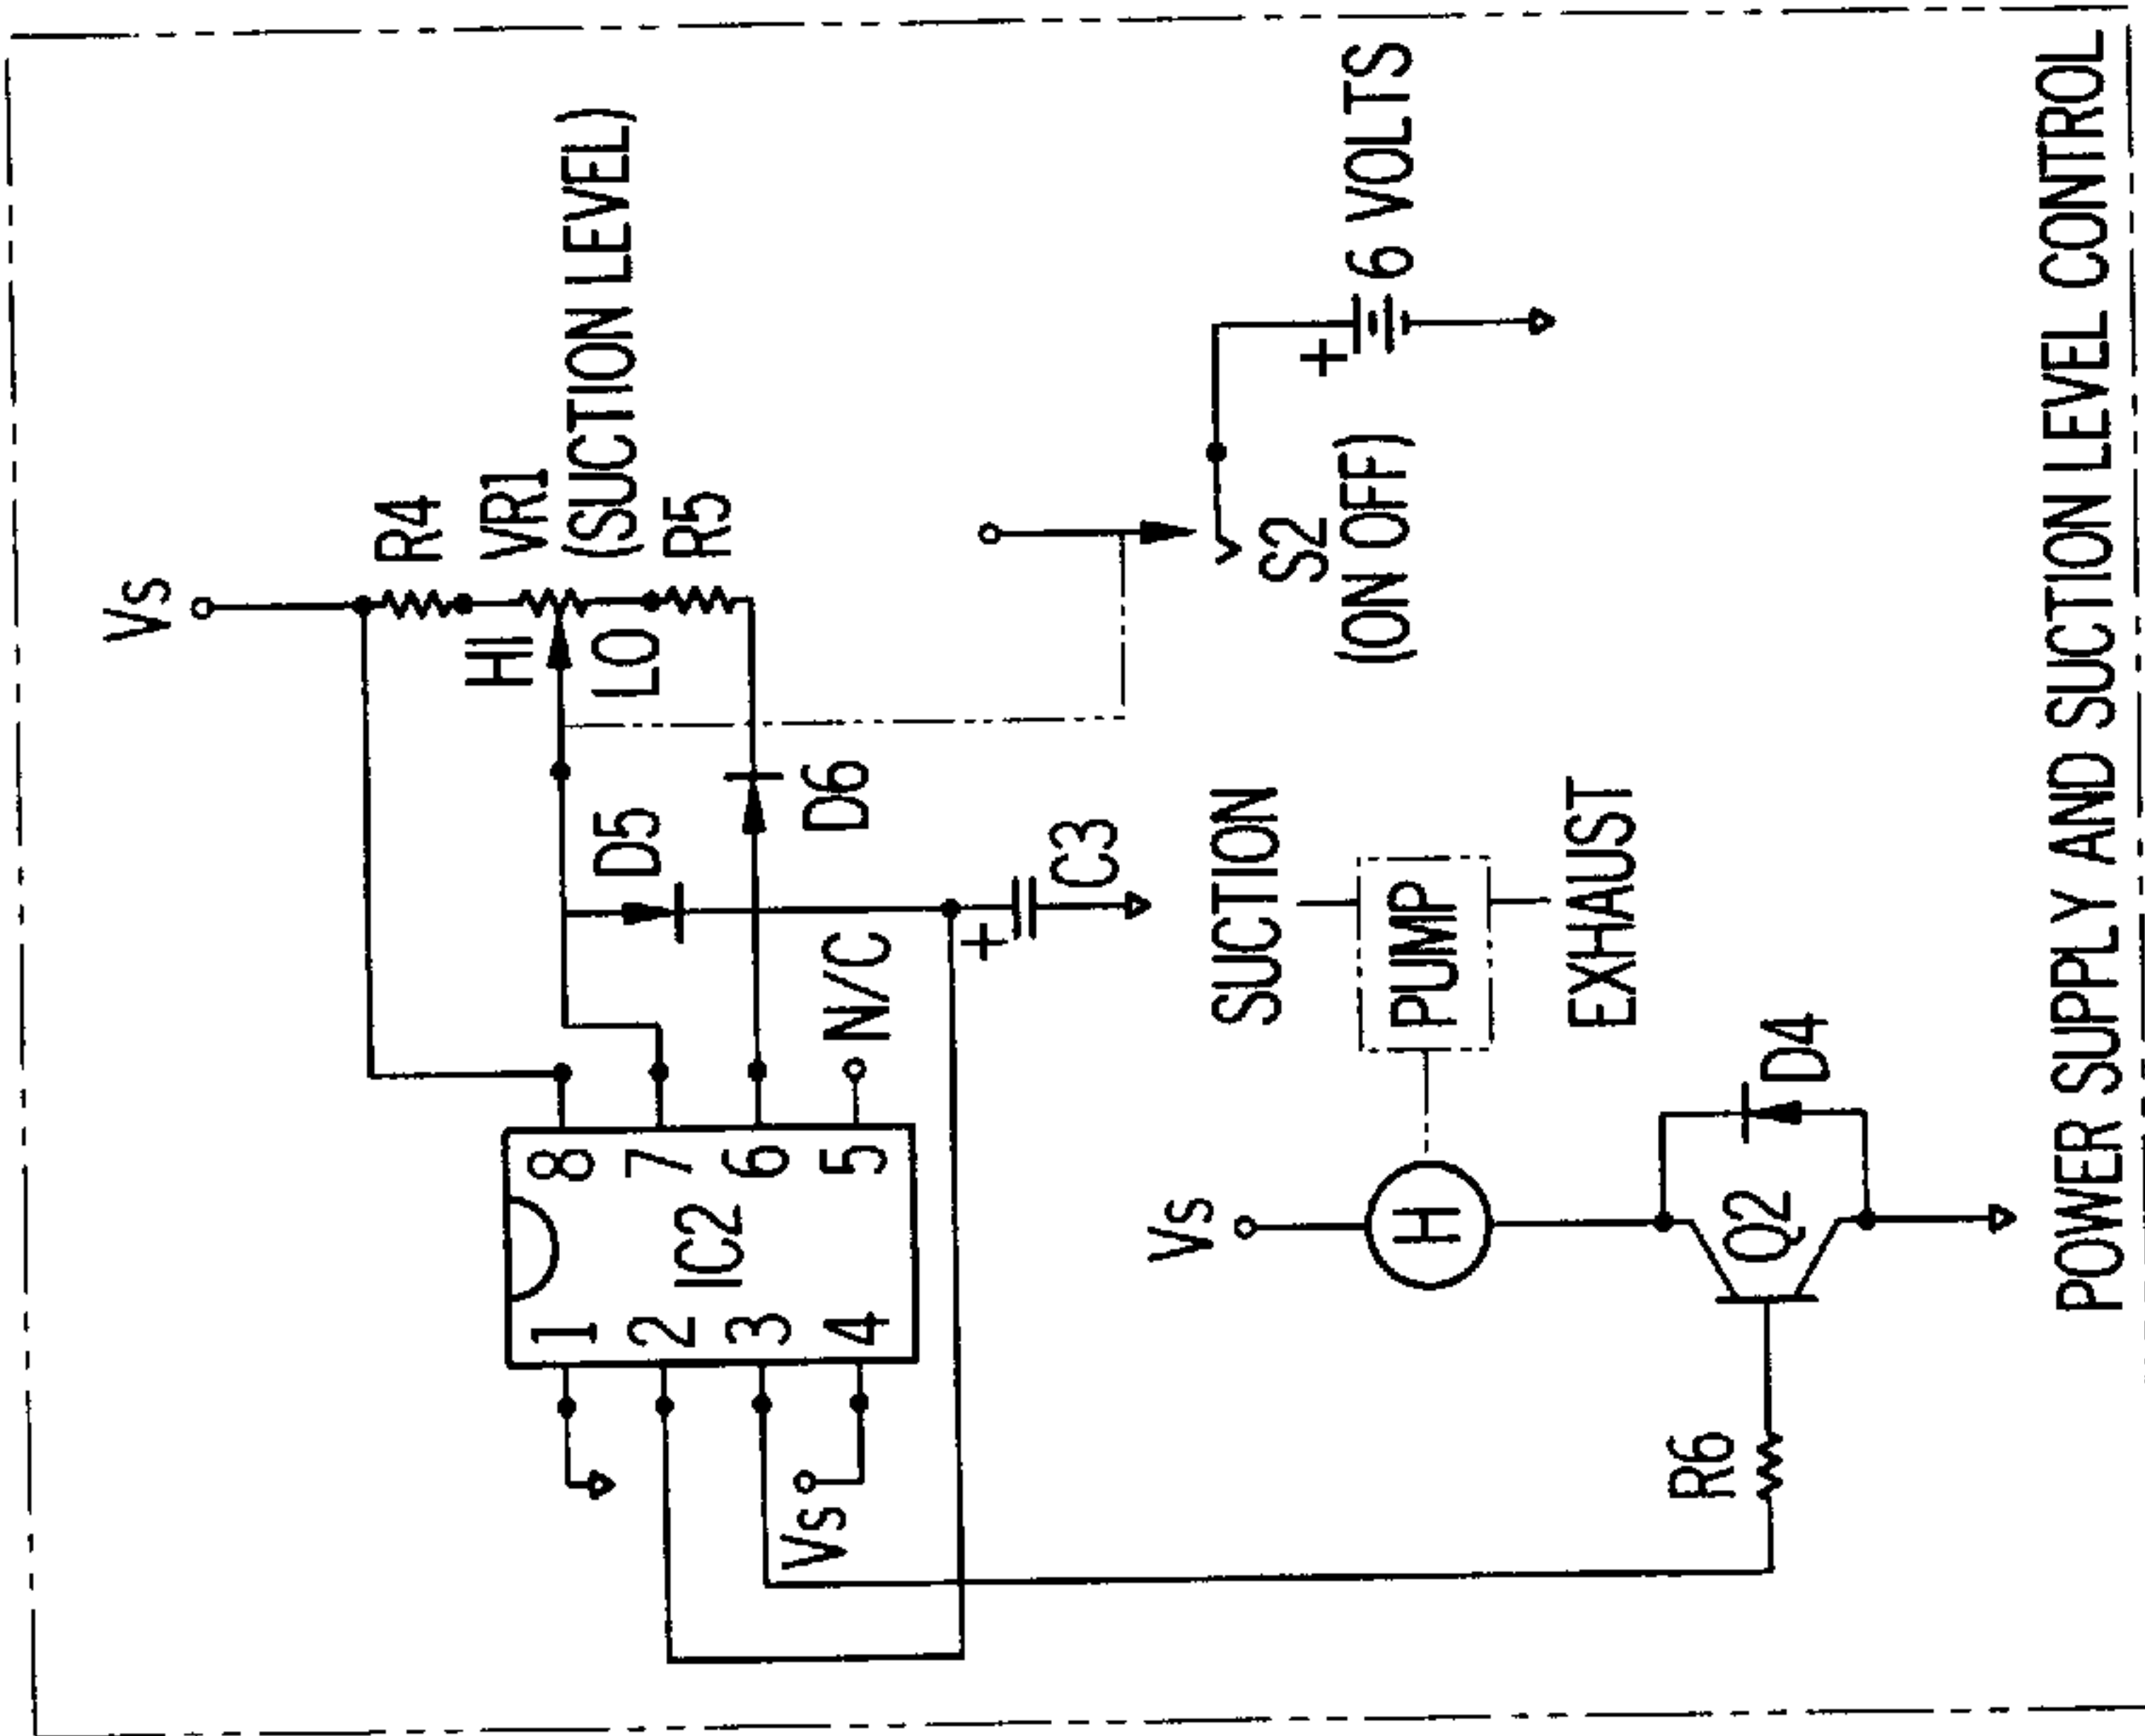 Vs
R4
VR1
(SUCTION LEVEL)
R5
HI
LO
D5
D6
8
7
6
5
IC2
1
2
3
4
N/C
+
C3
Vs
S2
(ON OFF)
+
6 VOLTS
SUCTION
PUMP
EXHAUST
Vs
H
D4
Q2
R6
POWER SUPPLY AND SUCTION LEVEL CONTROL